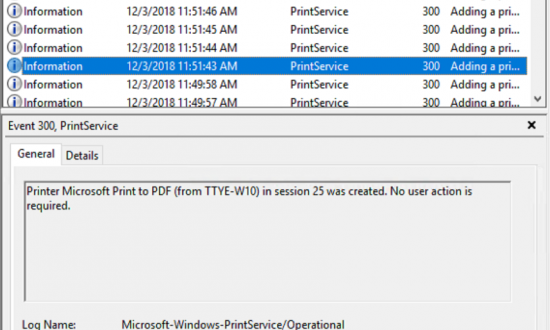 Information 12/3/2018 11:51:46 AM PrintService 300 Adding a pri...
Information 12/3/2018 11:51:45 AM PrintService 300 Adding a pri...
Information 12/3/2018 11:51:44 AM PrintService 300 Adding a pri...
Information 12/3/2018 11:51:43 AM PrintService 300 Adding a pri...
Information 12/3/2018 11:49:58 AM PrintService 300 Adding a pri...
Information 12/3/2018 11:49:57 AM PrintService 300 Adding a pri...
Event 300, PrintService
General Details
Printer Microsoft Print to PDF (from TTYE-W10) in session 25 was created. No user action is
required.
Log Name: Microsoft-Windows-PrintService/Operational